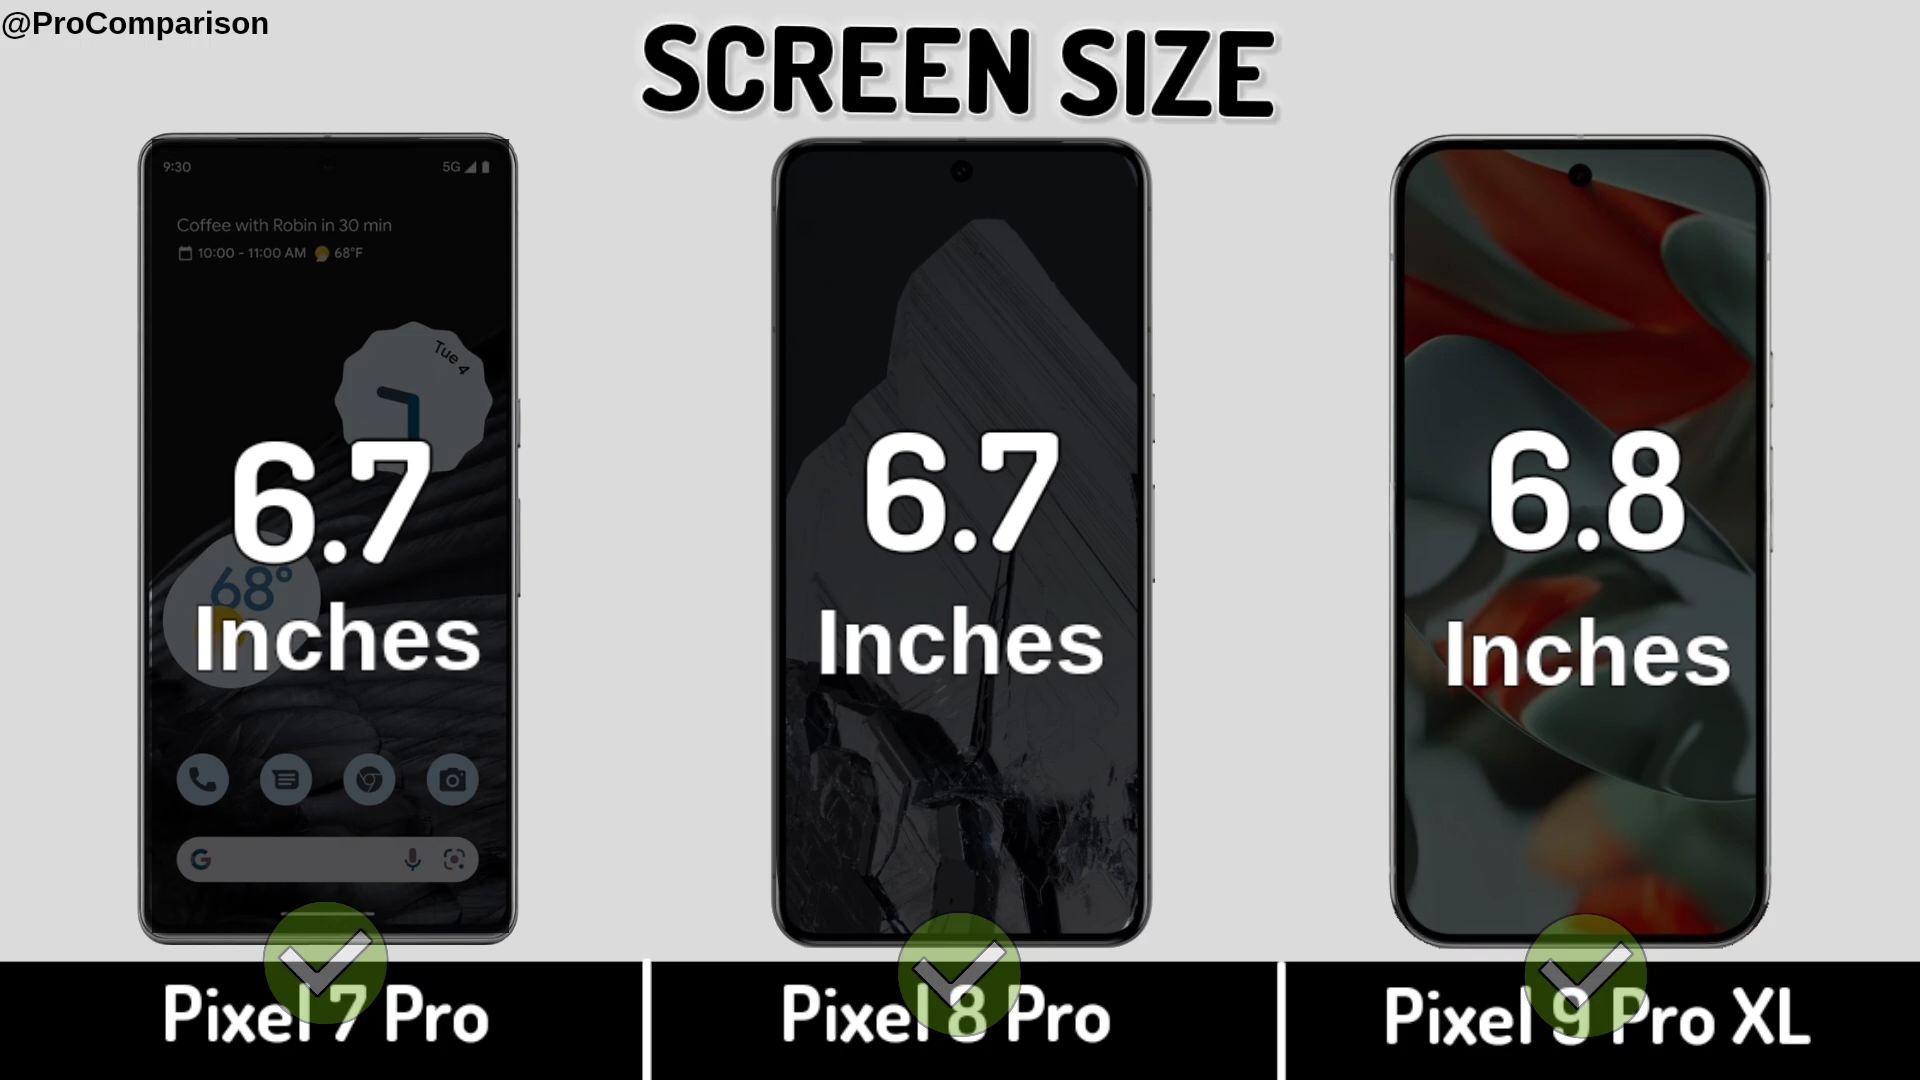 @ProComparison
SCREEN SIZE
9:30
5G
Coffee with Robin in 30 min
10:00 - 11:00 AM 68°F
Tue 4
6.7
68°
Inches
G
Pixel 7 Pro
6.7
Inches
Pixel 8 Pro
6.8
Inches
Pixel 9 Pro XL